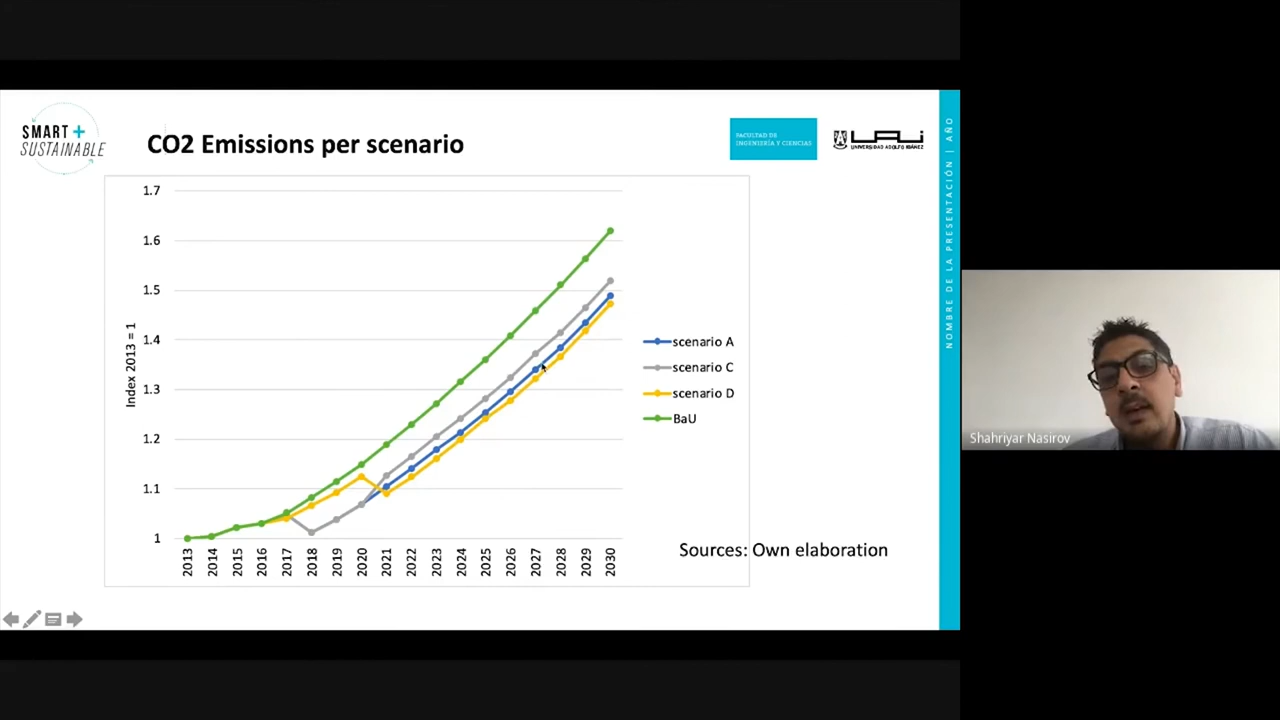 SMART +
SUSTAINABLE
CO2 Emissions per scenario
FACULTAD DE
INGENIERÍA Y CIENCIAS
UAI
UNIVERSIDAD ADOLFO IBÁÑEZ
NOMBRE DE LA PRESENTACIÓN | AÑO
Index 2013 = 1
1.7
1.6
1.5
1.4
1.3
1.2
1.1
1
2013 2014 2015 2016 2017 2018 2019 2020 2021 2022 2023 2024 2025 2026 2027 2028 2029 2030
scenario A
scenario C
scenario D
BaU
Sources: Own elaboration
Shahriyar Nasirov